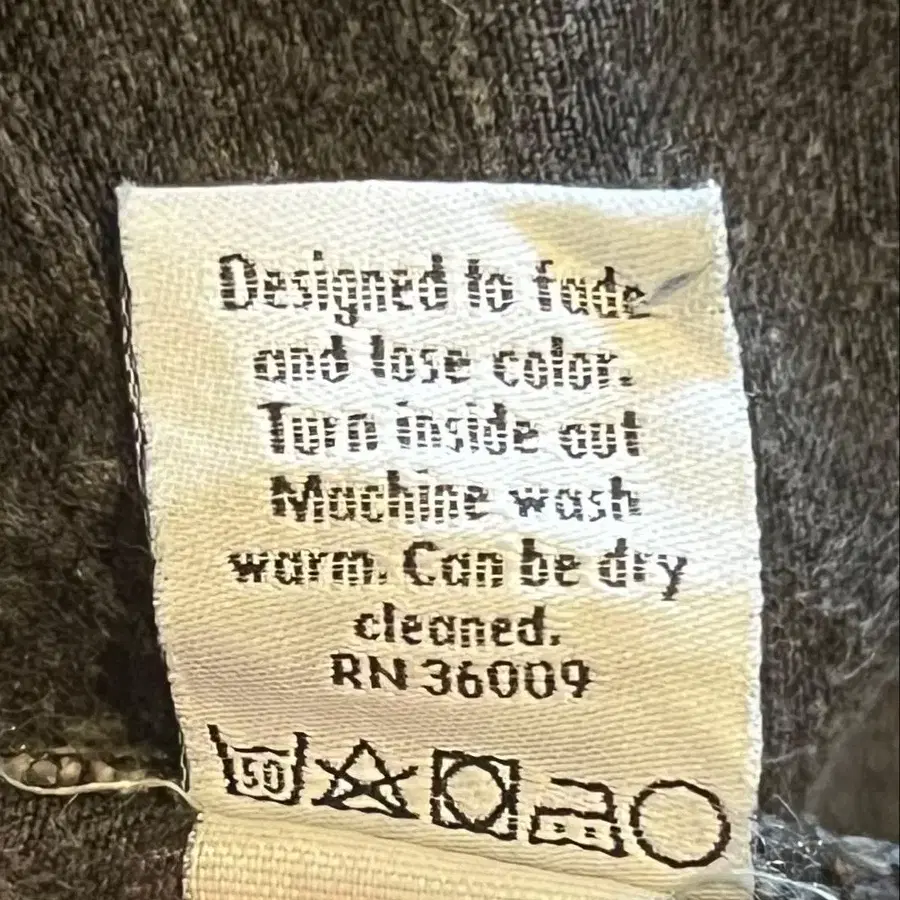 Designed to fade
and lose color.
Turn inside out
Machine wash
warm. Can be dry
cleaned.
RN 36009
50